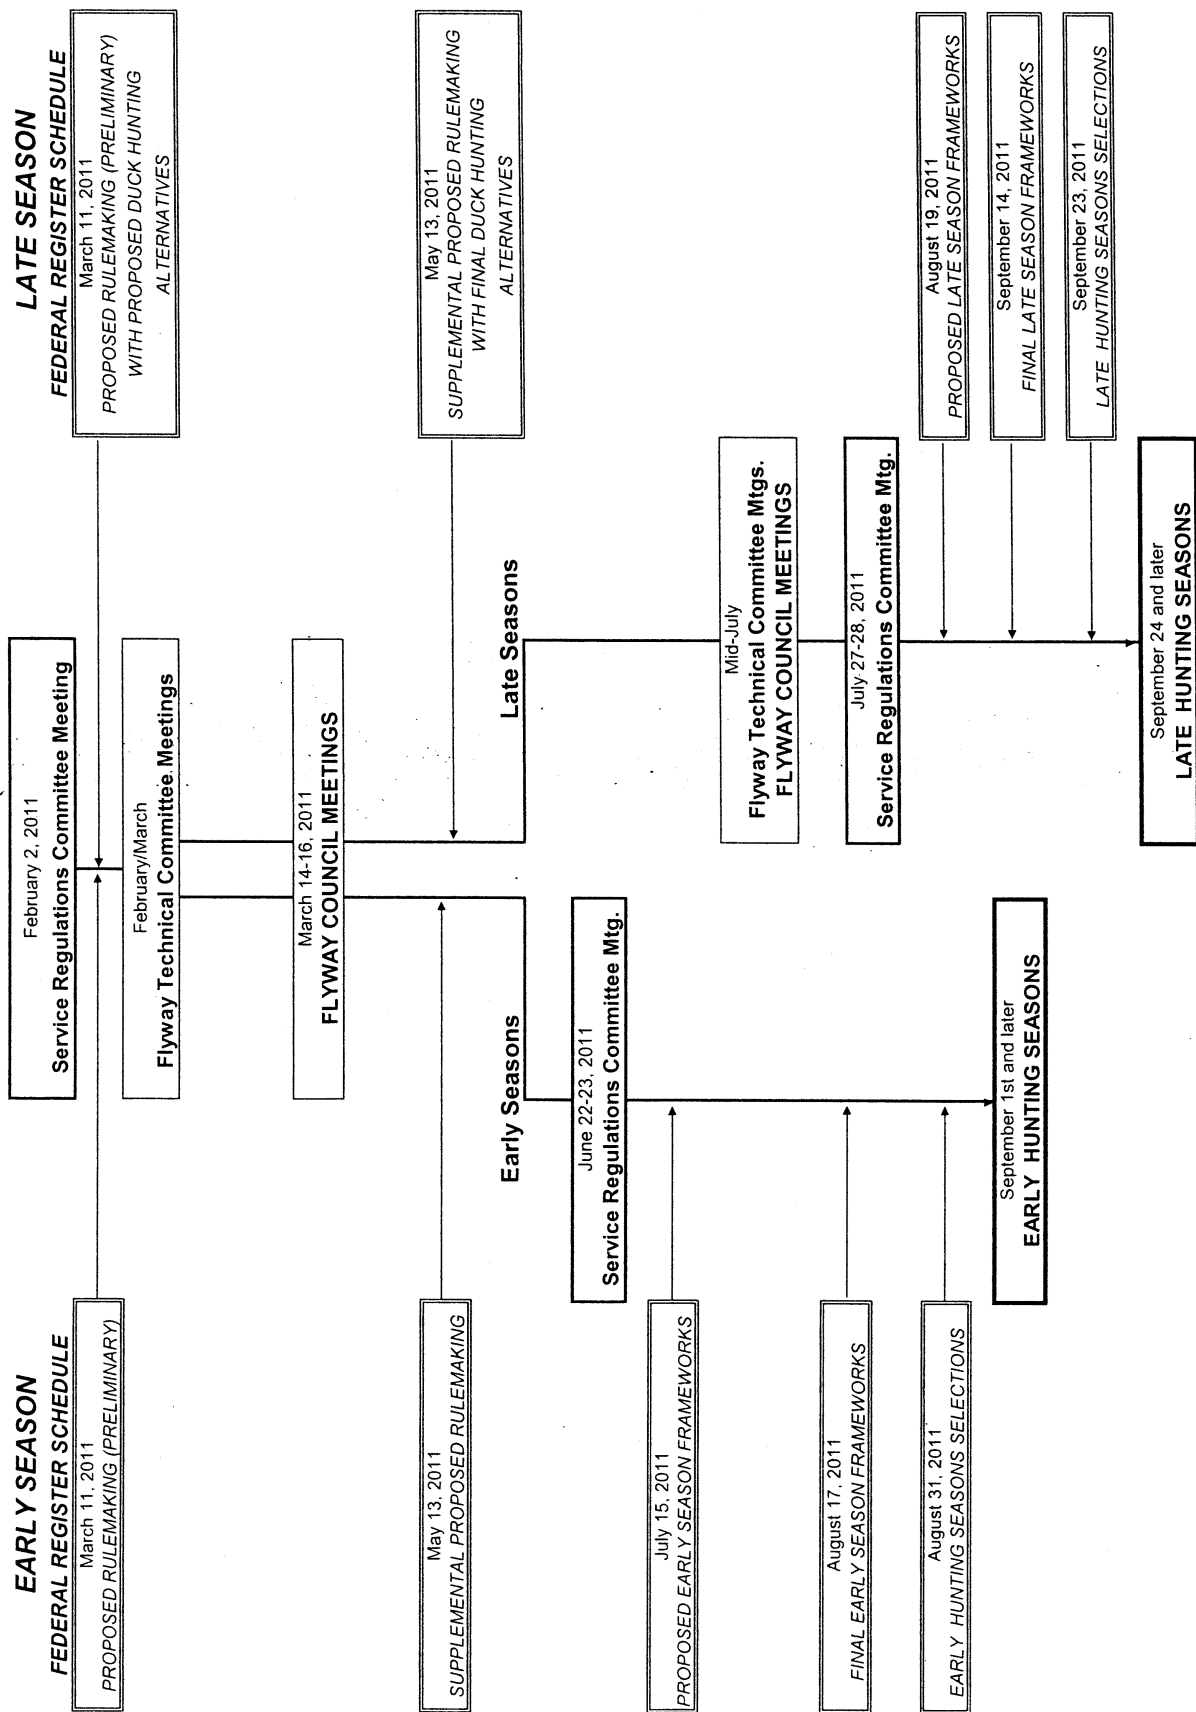 EARLY SEASON
FEDERAL REGISTER SCHEDULE
March 11, 2011
PROPOSED RULEMAKING (PRELIMINARY)
May 13, 2011
SUPPLEMENTAL PROPOSED RULEMAKING
July 15, 2011
PROPOSED EARLY SEASON FRAMEWORKS
August 17, 2011
FINAL EARLY SEASON FRAMEWORKS
August 31, 2011
EARLY HUNTING SEASONS SELECTIONS
February 2, 2011
Service Regulations Committee Meeting
February/March
Flyway Technical Committee Meetings
March 14-16, 2011
FLYWAY COUNCIL MEETINGS
Early Seasons
June 22-23, 2011
Service Regulations Committee Mtg.
September 1st and later
EARLY HUNTING SEASONS
Late Seasons
Mid-July
Flyway Technical Committee Mtgs.
FLYWAY COUNCIL MEETINGS
July 27-28, 2011
Service Regulations Committee Mtg.
September 24 and later
LATE HUNTING SEASONS
LATE SEASON
FEDERAL REGISTER SCHEDULE
March 11, 2011
PROPOSED RULEMAKING (PRELIMINARY)
WITH PROPOSED DUCK HUNTING
ALTERNATIVES
May 13, 2011
SUPPLEMENTAL PROPOSED RULEMAKING
WITH FINAL DUCK HUNTING
ALTERNATIVES
August 19, 2011
PROPOSED LATE SEASON FRAMEWORKS
September 14, 2011
FINAL LATE SEASON FRAMEWORKS
September 23, 2011
LATE HUNTING SEASONS SELECTIONS